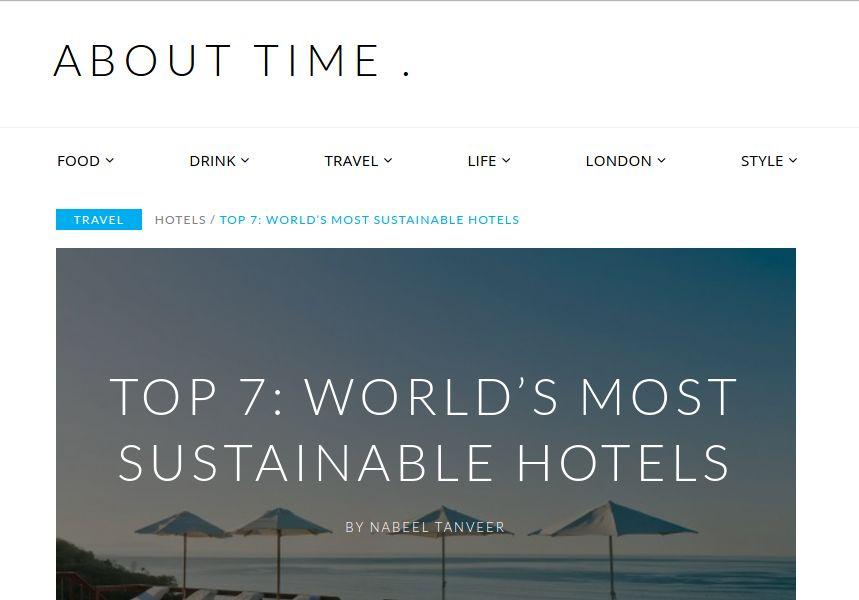 ABOUT TIME .
FOOD DRINK TRAVEL LIFE LONDON STYLE
TRAVEL HOTELS / TOP 7: WORLD'S MOST SUSTAINABLE HOTELS
TOP 7: WORLD’S MOST
SUSTAINABLE HOTELS
BY NABEEL TANVEER